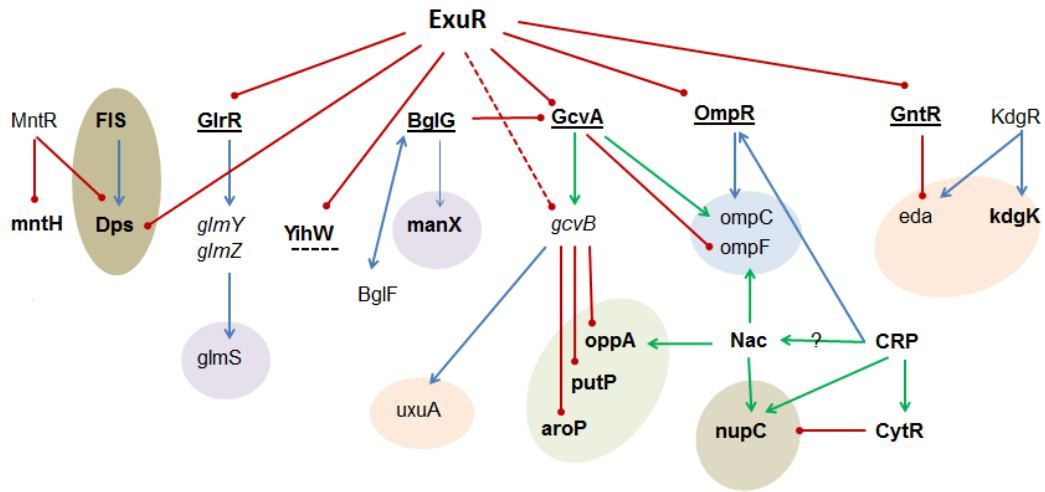 ExuR
MntR
FIS
GlrR
BglG
GcvA
OmpR
GntR
KdgR
mntH
Dps
glmY
glmZ
YihW
manX
gcvB
ompC
ompF
eda
kdgK
BglF
glmS
oppA
Nac
?
CRP
putP
uxuA
aroP
nupC
CytR